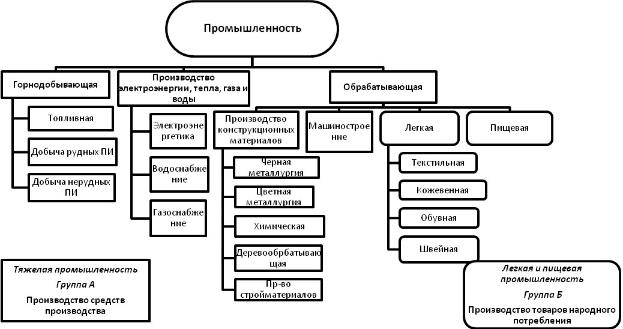 Промышленность
Горнодобывающая
Производство
электроэнергии, тепла, газа и
воды
Обрабатывающая
Топливная
Добыча рудных ПИ
Добыча нерудных
ПИ
Электроэне
ргетика
Водоснабже
ние
Газоснабже
ние
Производство
конструкционных
материалов
Машиностроe
ние
Легкая
Пищевая
Черная
металлургия
Цветная
металлургия
Химическая
Деревообрбатываю
щая
Пр-во
стройматериалов
Текстильная
Кожевенная
Обувная
Швейная
Тяжелая промышленность
Группа А
Производство средств
производства
Легкая и пищевая
промышленность
Группа Б
Производство товаров народного
потребления